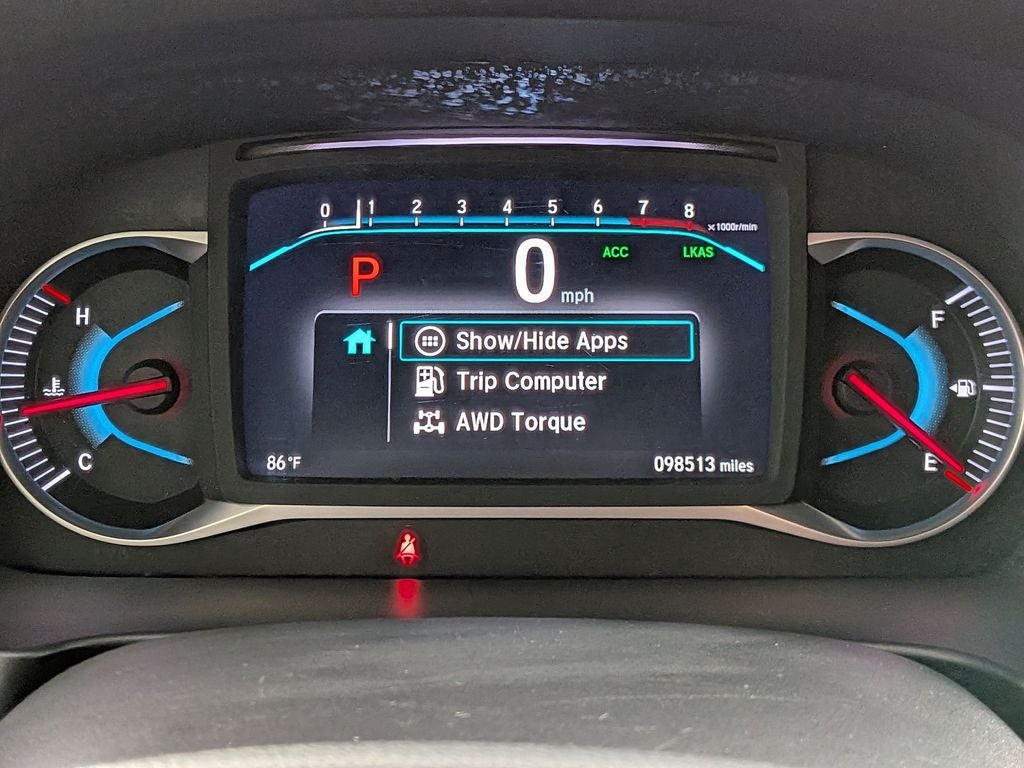 0 1 2 3 4 5 6 7 8 ×1000r/min
P 0 mph ACC LKAS
H
F
Show/Hide Apps
Trip Computer
AWD Torque
C
E
86°F
098513 miles